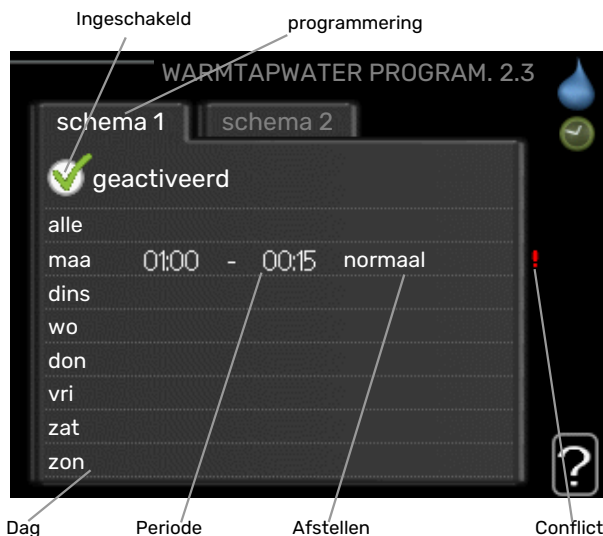 Ingeschakeld
programmering
WARMTAPWATER PROGRAM. 2.3
schema 1
schema 2
geactiveerd
alle
maa 01:00 - 00:15 normaal !
dins
wo
don
vri
zat
zon
?
Dag Periode Afstellen Conflict